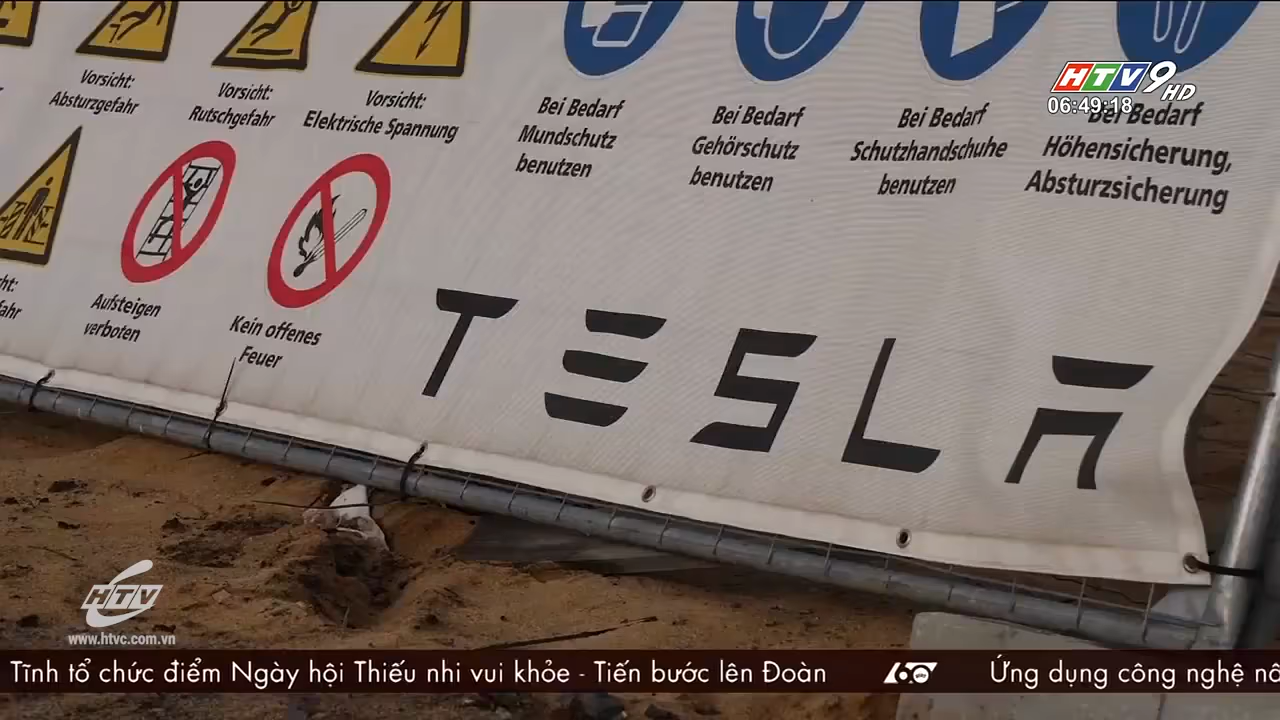 Vorsicht:
Absturzgefahr
Vorsicht:
Rutschgefahr
Vorsicht:
Elektrische Spannung
Bei Bedarf
Mundschutz
benutzen
Bei Bedarf
Gehörschutz
benutzen
Bei Bedarf
Schutzhandschuhe
benutzen
Bei Bedarf
Höhensicherung,
Absturzsicherung
HTV9
HD
06:49:18
Aufsteigen
verboten
Kein offenes
Feuer
TESLA
HTV
www.htvc.com.vn
Tĩnh tổ chức điểm Ngày hội Thiếu nhi vui khỏe - Tiến bước lên Đoàn
60 giây
Ứng dụng công nghệ